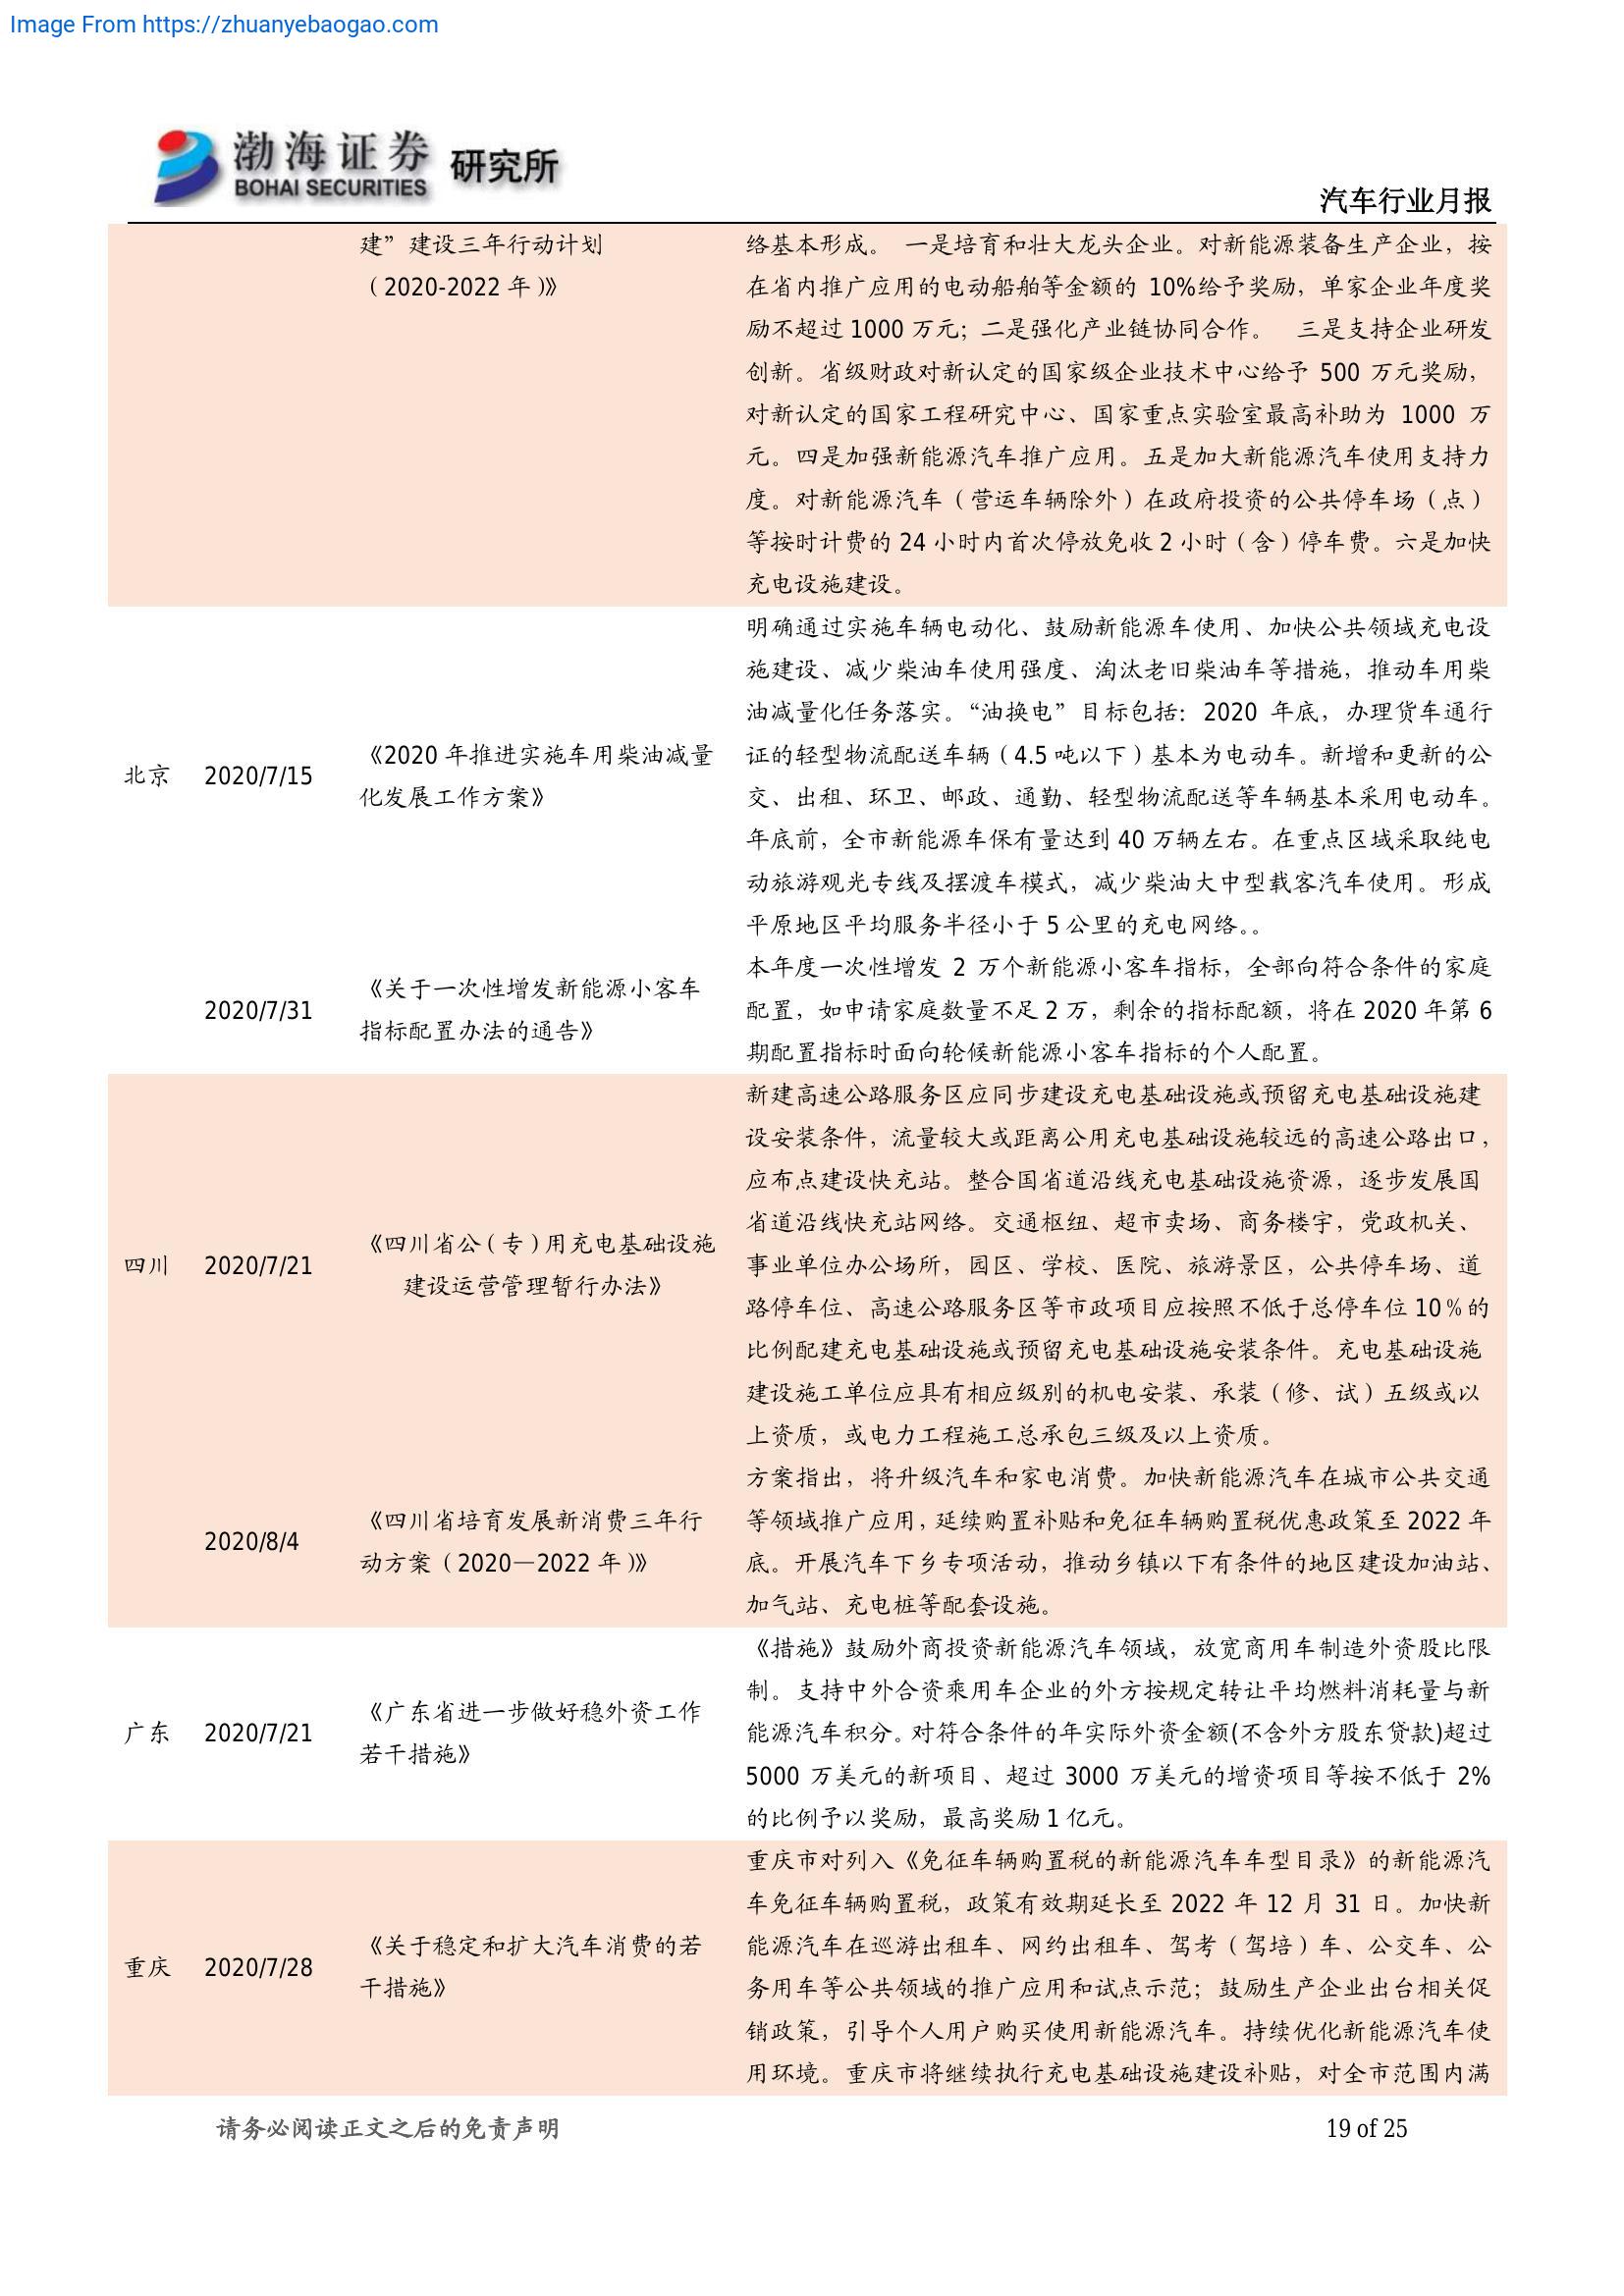 Image From https://zhuanyebaogao.com
渤海证券 研究所
BOHAI SECURITIES
汽车行业月报
建”建设三年行动计划
（2020-2022 年）》
络基本形成。 一是培育和壮大龙头企业。对新能源装备生产企业，按
在省内推广应用的电动船舶等金额的 10%给予奖励，单家企业年度奖
励不超过 1000 万元；二是强化产业链协同合作。 三是支持企业研发
创新。省级财政对新认定的国家级企业技术中心给予 500 万元奖励，
对新认定的国家工程研究中心、国家重点实验室最高补助为 1000 万
元。四是加强新能源汽车推广应用。五是加大新能源汽车使用支持力
度。对新能源汽车（营运车辆除外）在政府投资的公共停车场（点）
等按时计费的 24 小时内首次停放免收 2 小时（含）停车费。六是加快
充电设施建设。
北京
2020/7/15
《2020 年推进实施车用柴油减量
化发展工作方案》
明确通过实施车辆电动化、鼓励新能源车使用、加快公共领域充电设
施建设、减少柴油车使用强度、淘汰老旧柴油车等措施，推动车用柴
油减量化任务落实。“油换电”目标包括：2020 年底，办理货车通行
证的轻型物流配送车辆（4.5 吨以下）基本为电动车。新增和更新的公
交、出租、环卫、邮政、通勤、轻型物流配送等车辆基本采用电动车。
年底前，全市新能源车保有量达到 40 万辆左右。在重点区域采取纯电
动旅游观光专线及摆渡车模式，减少柴油大中型载客汽车使用。形成
平原地区平均服务半径小于 5 公里的充电网络。。
2020/7/31
《关于一次性增发新能源小客车
指标配置办法的通告》
本年度一次性增发 2 万个新能源小客车指标，全部向符合条件的家庭
配置，如申请家庭数量不足 2 万，剩余的指标配额，将在 2020 年第 6
期配置指标时面向轮候新能源小客车指标的个人配置。
四川
2020/7/21
《四川省公（专）用充电基础设施
建设运营管理暂行办法》
新建高速公路服务区应同步建设充电基础设施或预留充电基础设施建
设安装条件，流量较大或距离公用充电基础设施较远的高速公路出口，
应布点建设快充站。整合国省道沿线充电基础设施资源，逐步发展国
省道沿线快充站网络。交通枢纽、超市卖场、商务楼宇，党政机关、
事业单位办公场所，园区、学校、医院、旅游景区，公共停车场、道
路停车位、高速公路服务区等市政项目应按照不低于总停车位 10％的
比例配建充电基础设施或预留充电基础设施安装条件。充电基础设施
建设施工单位应具有相应级别的机电安装、承装（修、试）五级或以
上资质，或电力工程施工总承包三级及以上资质。
2020/8/4
《四川省培育发展新消费三年行
动方案（2020—2022 年）》
方案指出，将升级汽车和家电消费。加快新能源汽车在城市公共交通
等领域推广应用，延续购置补贴和免征车辆购置税优惠政策至 2022 年
底。开展汽车下乡专项活动，推动乡镇以下有条件的地区建设加油站、
加气站、充电桩等配套设施。
广东
2020/7/21
《广东省进一步做好稳外资工作
若干措施》
《措施》鼓励外商投资新能源汽车领域，放宽商用车制造外资股比限
制。支持中外合资乘用车企业的外方按规定转让平均燃料消耗量与新
能源汽车积分。对符合条件的年实际外资金额(不含外方股东贷款)超过
5000 万美元的新项目、超过 3000 万美元的增资项目等按不低于 2%
的比例予以奖励，最高奖励 1 亿元。
重庆
2020/7/28
《关于稳定和扩大汽车消费的若
干措施》
重庆市对列入《免征车辆购置税的新能源汽车车型目录》的新能源汽
车免征车辆购置税，政策有效期延长至 2022 年 12 月 31 日。加快新
能源汽车在巡游出租车、网约出租车、驾考（驾培）车、公交车、公
务用车等公共领域的推广应用和试点示范；鼓励生产企业出台相关促
销政策，引导个人用户购买使用新能源汽车。持续优化新能源汽车使
用环境。重庆市将继续执行充电基础设施建设补贴，对全市范围内满
请务必阅读正文之后的免责声明
19 of 25